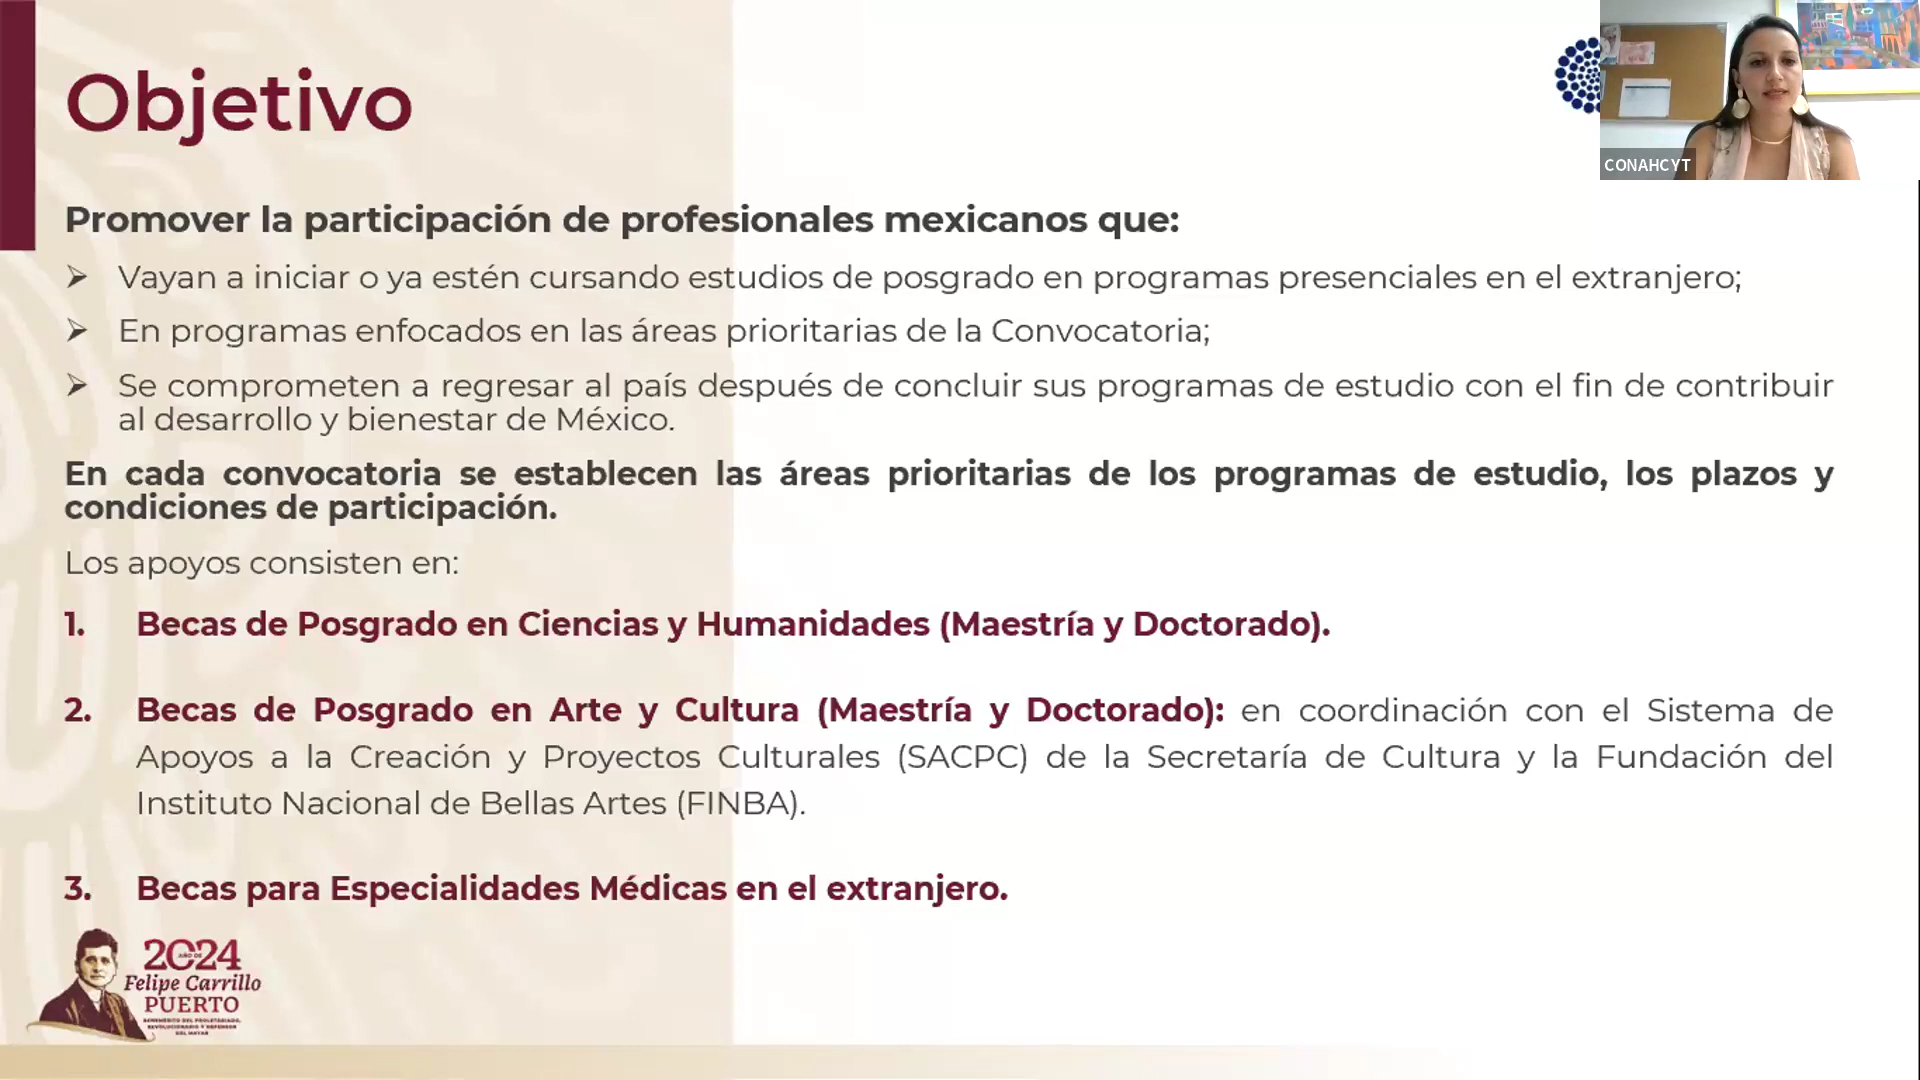 Objetivo
CONAHCYT
Promover la participación de profesionales mexicanos que:
➢ Vayan a iniciar o ya estén cursando estudios de posgrado en programas presenciales en el extranjero;
➢ En programas enfocados en las áreas prioritarias de la Convocatoria;
➢ Se comprometen a regresar al país después de concluir sus programas de estudio con el fin de contribuir
al desarrollo y bienestar de México.
En cada convocatoria se establecen las áreas prioritarias de los programas de estudio, los plazos y
condiciones de participación.
Los apoyos consisten en:
1. Becas de Posgrado en Ciencias y Humanidades (Maestría y Doctorado).
2. Becas de Posgrado en Arte y Cultura (Maestría y Doctorado): en coordinación con el Sistema de
Apoyos a la Creación y Proyectos Culturales (SACPC) de la Secretaría de Cultura y la Fundación del
Instituto Nacional de Bellas Artes (FINBA).
3. Becas para Especialidades Médicas en el extranjero.
2024
AÑO DE
Felipe Carrillo
PUERTO
BENEMÉRITO DEL PROLETARIADO,
REVOLUCIONARIO Y DEFENSOR
DEL MAYAB